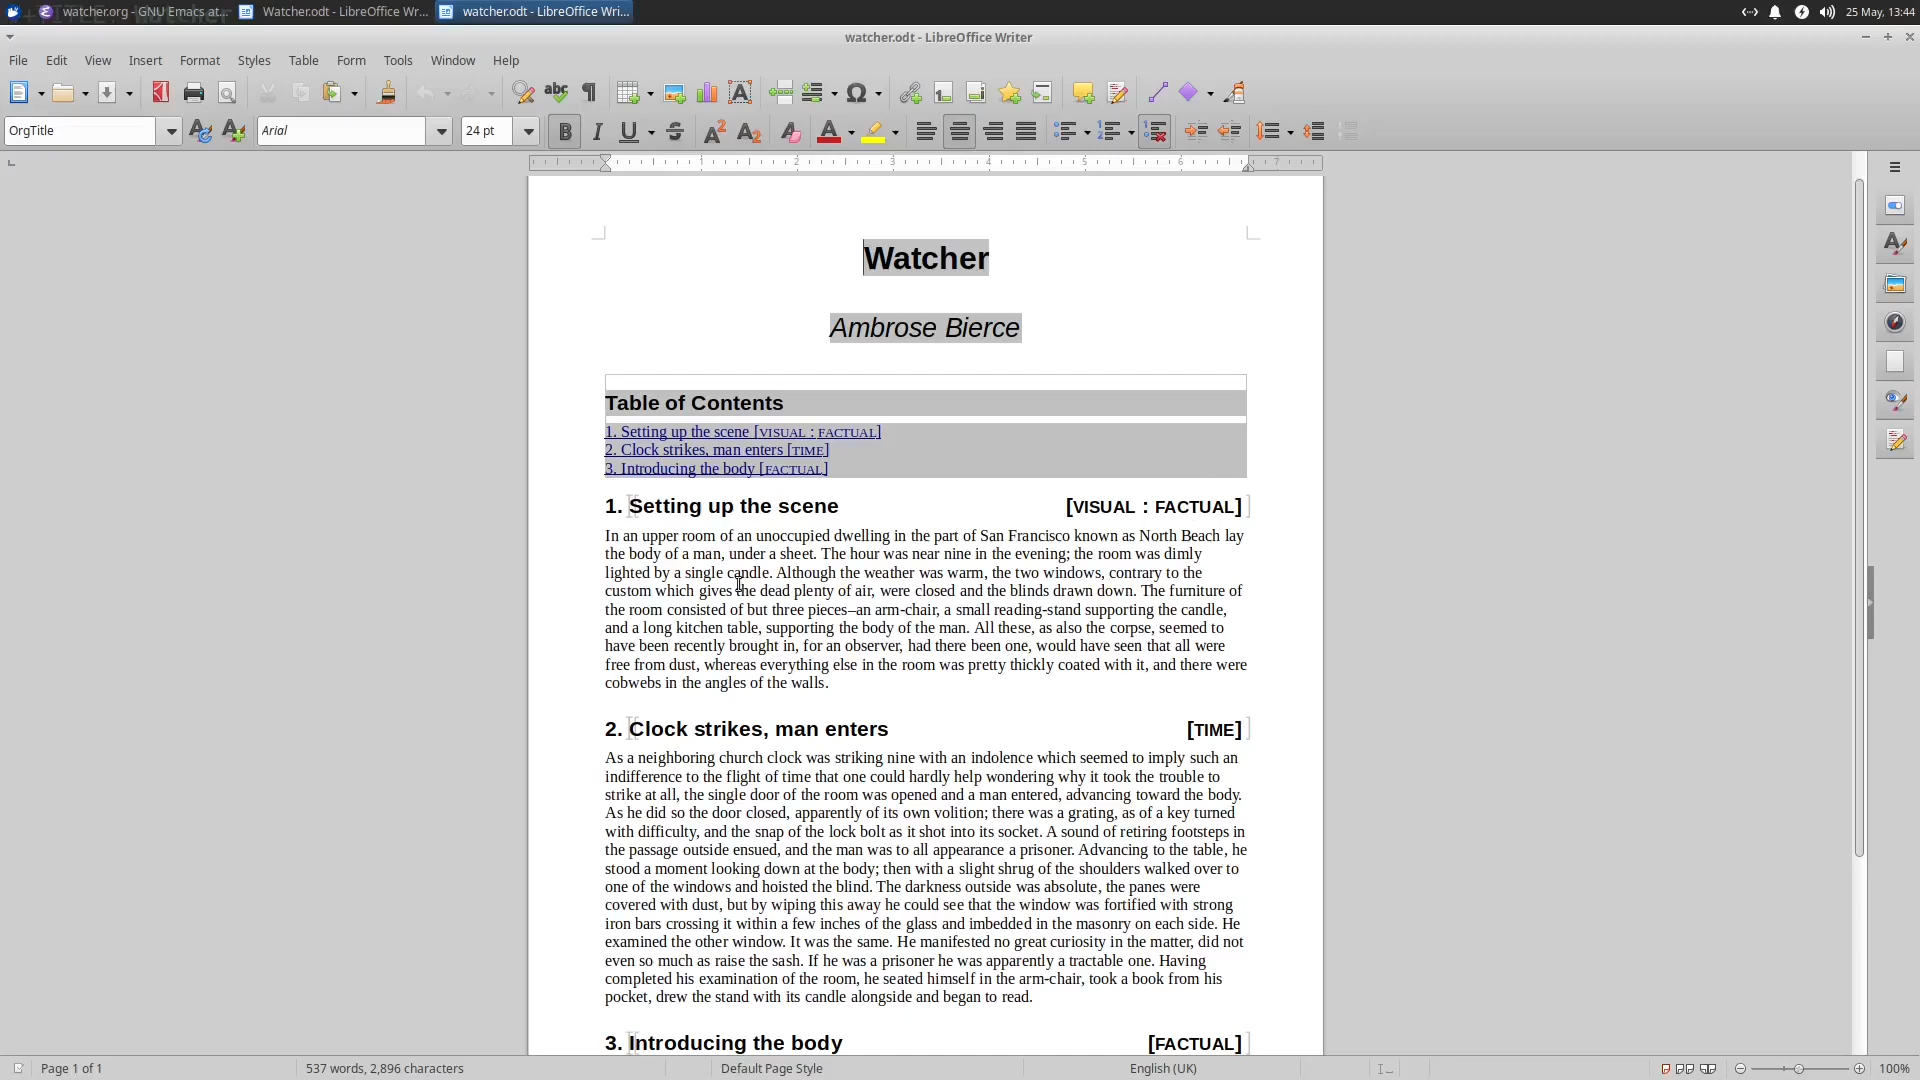 watcher.org - GNU Emacs at... Watcher.odt - LibreOffice Wr... watcher.odt - LibreOffice Wri... 25 May, 13:44
watcher.odt - LibreOffice Writer
File Edit View Insert Format Styles Table Form Tools Window Help
OrgTitle Arial 24 pt
1 2 3 4 5 6 7
Watcher
Ambrose Bierce
Table of Contents
1. Setting up the scene [VISUAL : FACTUAL]
2. Clock strikes, man enters [TIME]
3. Introducing the body [FACTUAL]
1. Setting up the scene [VISUAL : FACTUAL]
In an upper room of an unoccupied dwelling in the part of San Francisco known as North Beach lay
the body of a man, under a sheet. The hour was near nine in the evening; the room was dimly
lighted by a single candle. Although the weather was warm, the two windows, contrary to the
custom which gives the dead plenty of air, were closed and the blinds drawn down. The furniture of
the room consisted of but three pieces–an arm-chair, a small reading-stand supporting the candle,
and a long kitchen table, supporting the body of the man. All these, as also the corpse, seemed to
have been recently brought in, for an observer, had there been one, would have seen that all were
free from dust, whereas everything else in the room was pretty thickly coated with it, and there were
cobwebs in the angles of the walls.
2. Clock strikes, man enters [TIME]
As a neighboring church clock was striking nine with an indolence which seemed to imply such an
indifference to the flight of time that one could hardly help wondering why it took the trouble to
strike at all, the single door of the room was opened and a man entered, advancing toward the body.
As he did so the door closed, apparently of its own volition; there was a grating, as of a key turned
with difficulty, and the snap of the lock bolt as it shot into its socket. A sound of retiring footsteps in
the passage outside ensued, and the man was to all appearance a prisoner. Advancing to the table, he
stood a moment looking down at the body; then with a slight shrug of the shoulders walked over to
one of the windows and hoisted the blind. The darkness outside was absolute, the panes were
covered with dust, but by wiping this away he could see that the window was fortified with strong
iron bars crossing it within a few inches of the glass and imbedded in the masonry on each side. He
examined the other window. It was the same. He manifested no great curiosity in the matter, did not
even so much as raise the sash. If he was a prisoner he was apparently a tractable one. Having
completed his examination of the room, he seated himself in the arm-chair, took a book from his
pocket, drew the stand with its candle alongside and began to read.
3. Introducing the body [FACTUAL]
Page 1 of 1 537 words, 2,896 characters Default Page Style English (UK) 100%